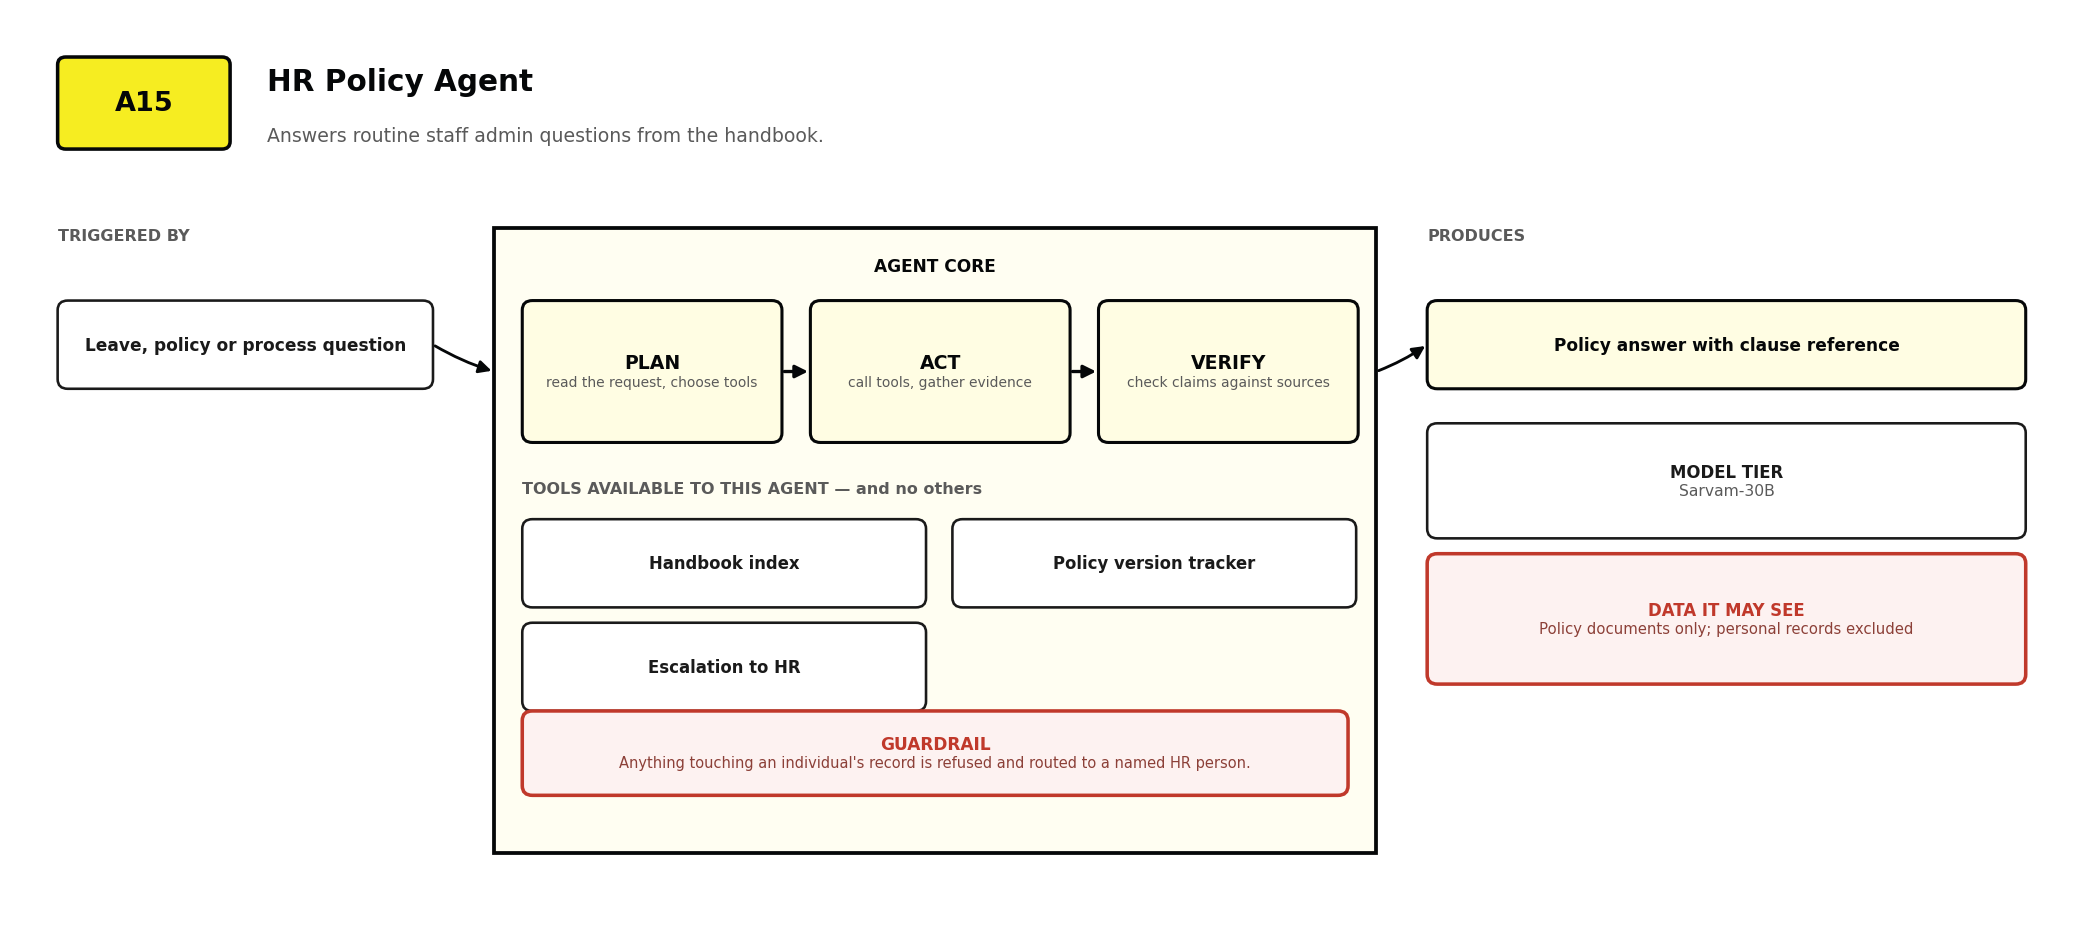 A15
HR Policy Agent
Answers routine staff admin questions from the handbook.
TRIGGERED BY
Leave, policy or process question
AGENT CORE
PLAN
read the request, choose tools
ACT
call tools, gather evidence
VERIFY
check claims against sources
TOOLS AVAILABLE TO THIS AGENT — and no others
Handbook index
Policy version tracker
Escalation to HR
GUARDRAIL
Anything touching an individual's record is refused and routed to a named HR person.
PRODUCES
Policy answer with clause reference
MODEL TIER
Sarvam-30B
DATA IT MAY SEE
Policy documents only; personal records excluded